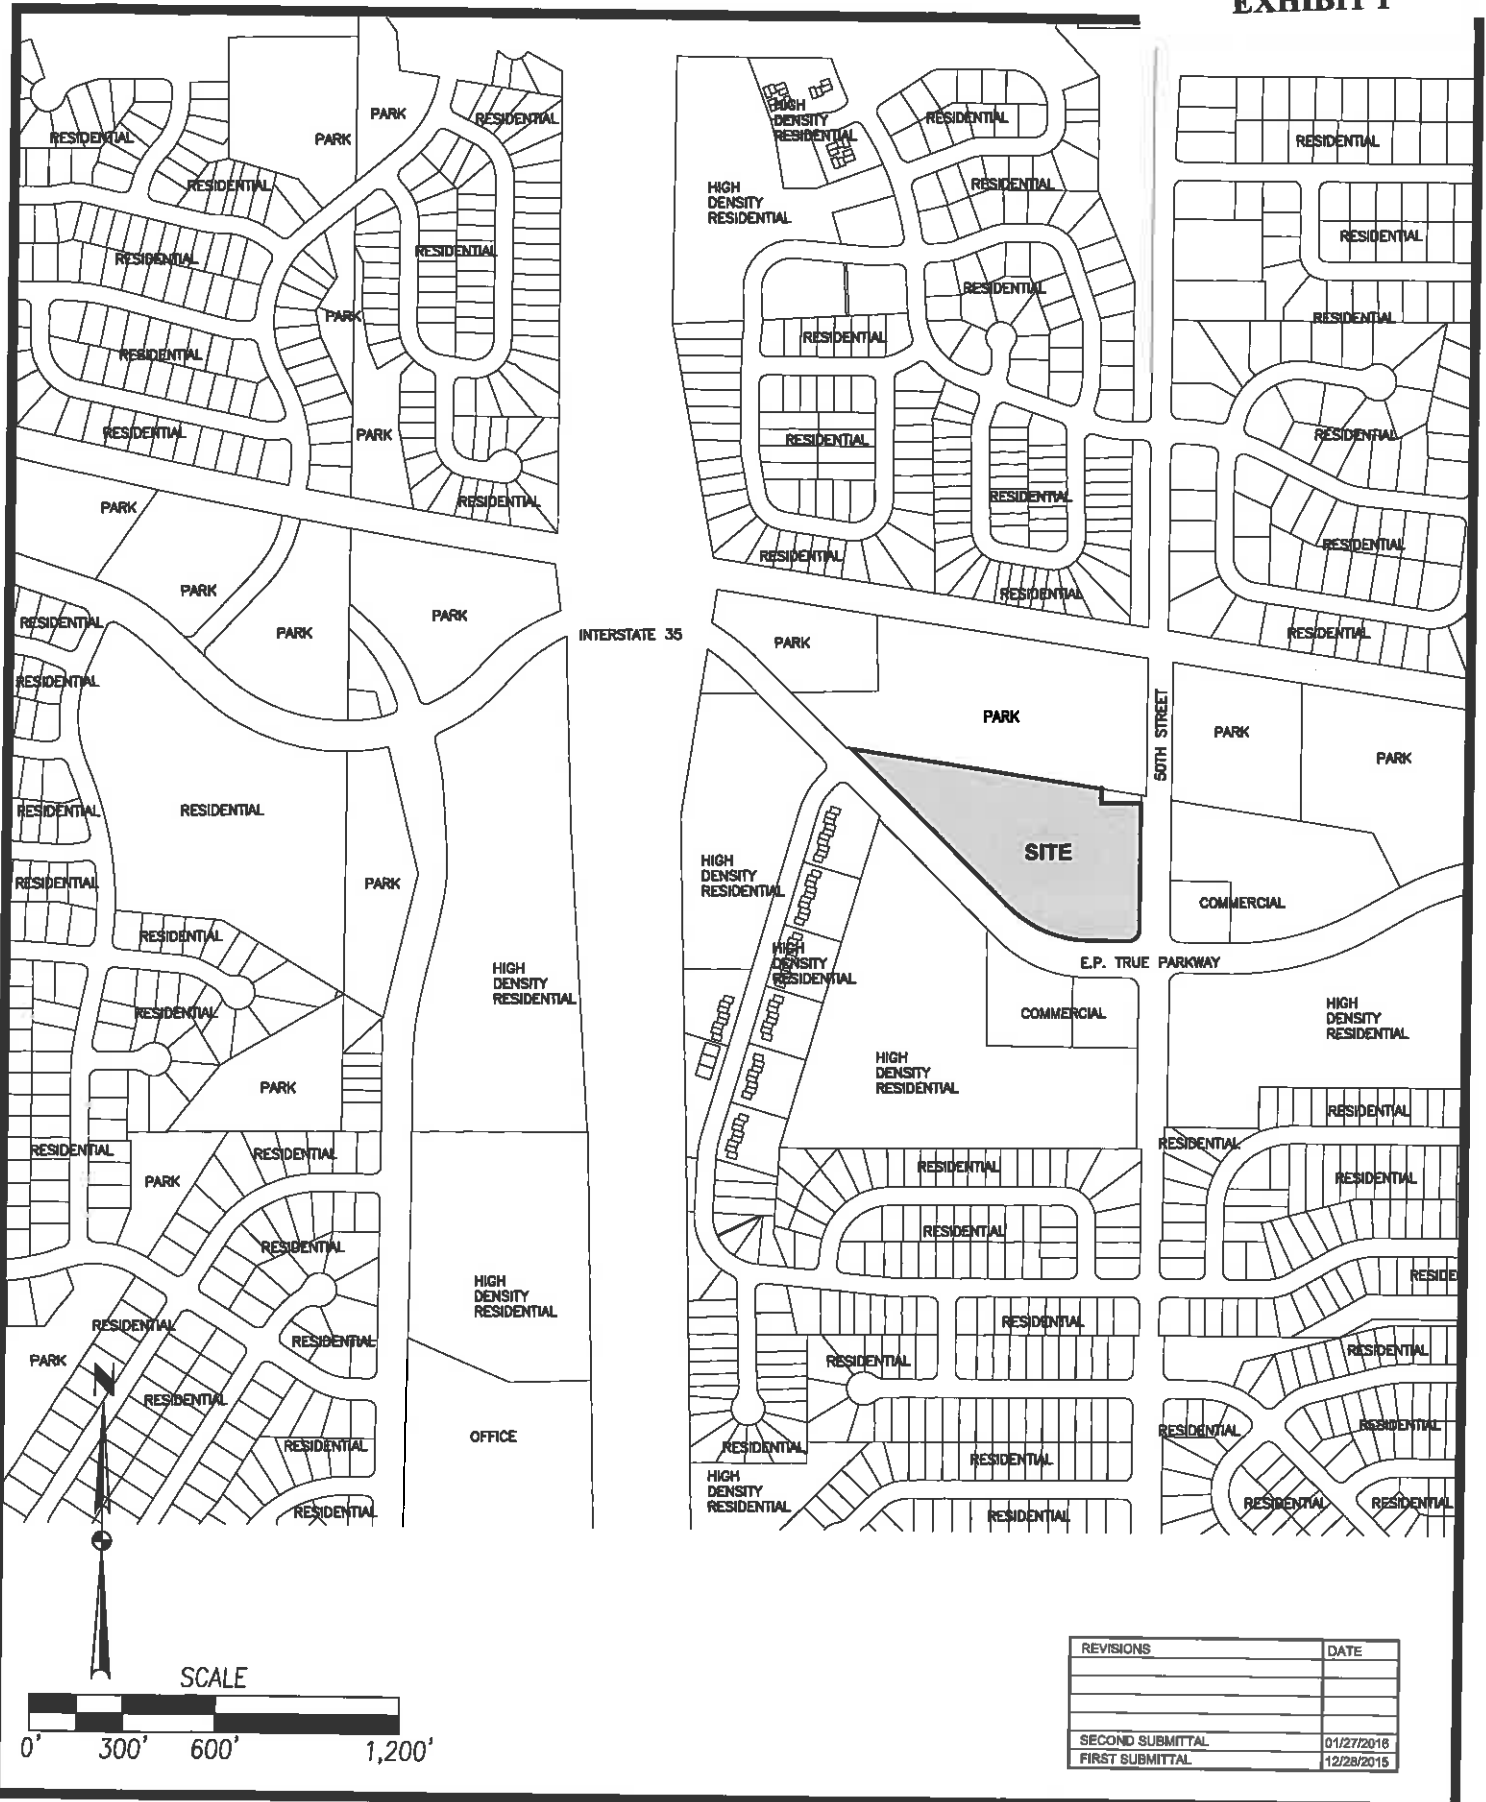 EXHIBIT 1
PARK
PARK
RESIDENTIAL
RESIDENTIAL
HIGH
DENSITY
RESIDENTIAL
RESIDENTIAL
RESIDENTIAL
RESIDENTIAL
RESIDENTIAL
HIGH
DENSITY
RESIDENTIAL
RESIDENTIAL
RESIDENTIAL
RESIDENTIAL
RESIDENTIAL
RESIDENTIAL
PARK
RESIDENTIAL
RESIDENTIAL
RESIDENTIAL
RESIDENTIAL
RESIDENTIAL
PARK
RESIDENTIAL
RESIDENTIAL
RESIDENTIAL
RESIDENTIAL
PARK
RESIDENTIAL
RESIDENTIAL
PARK
PARK
RESIDENTIAL
RESIDENTIAL
RESIDENTIAL
PARK
INTERSTATE 35
PARK
RESIDENTIAL
RESIDENTIAL
PARK
50TH STREET
PARK
PARK
RESIDENTIAL
RESIDENTIAL
SITE
HIGH
DENSITY
RESIDENTIAL
RESIDENTIAL
PARK
COMMERCIAL
RESIDENTIAL
HIGH
DENSITY
RESIDENTIAL
HIGH
DENSITY
RESIDENTIAL
E.P. TRUE PARKWAY
RESIDENTIAL
COMMERCIAL
HIGH
DENSITY
RESIDENTIAL
PARK
HIGH
DENSITY
RESIDENTIAL
RESIDENTIAL
RESIDENTIAL
RESIDENTIAL
RESIDENTIAL
RESIDENTIAL
PARK
RESIDENTIAL
RESIDENTIAL
RESIDENTIAL
HIGH
DENSITY
RESIDENTIAL
RESIDE
RESIDENTIAL
RESIDENTIAL
RESIDENTIAL
RESIDENTIAL
PARK
RESIDENTIAL
N
RESIDENTIAL
RESIDENTIAL
RESIDENTIAL
OFFICE
RESIDENTIAL
RESIDENTIAL
RESIDENTIAL
HIGH
DENSITY
RESIDENTIAL
RESIDENTIAL
RESIDENTIAL
RESIDENTIAL
RESIDENTIAL
SCALE
0' 300' 600' 1,200'
REVISIONS DATE
SECOND SUBMITTAL 01/27/2016
FIRST SUBMITTAL 12/28/2015